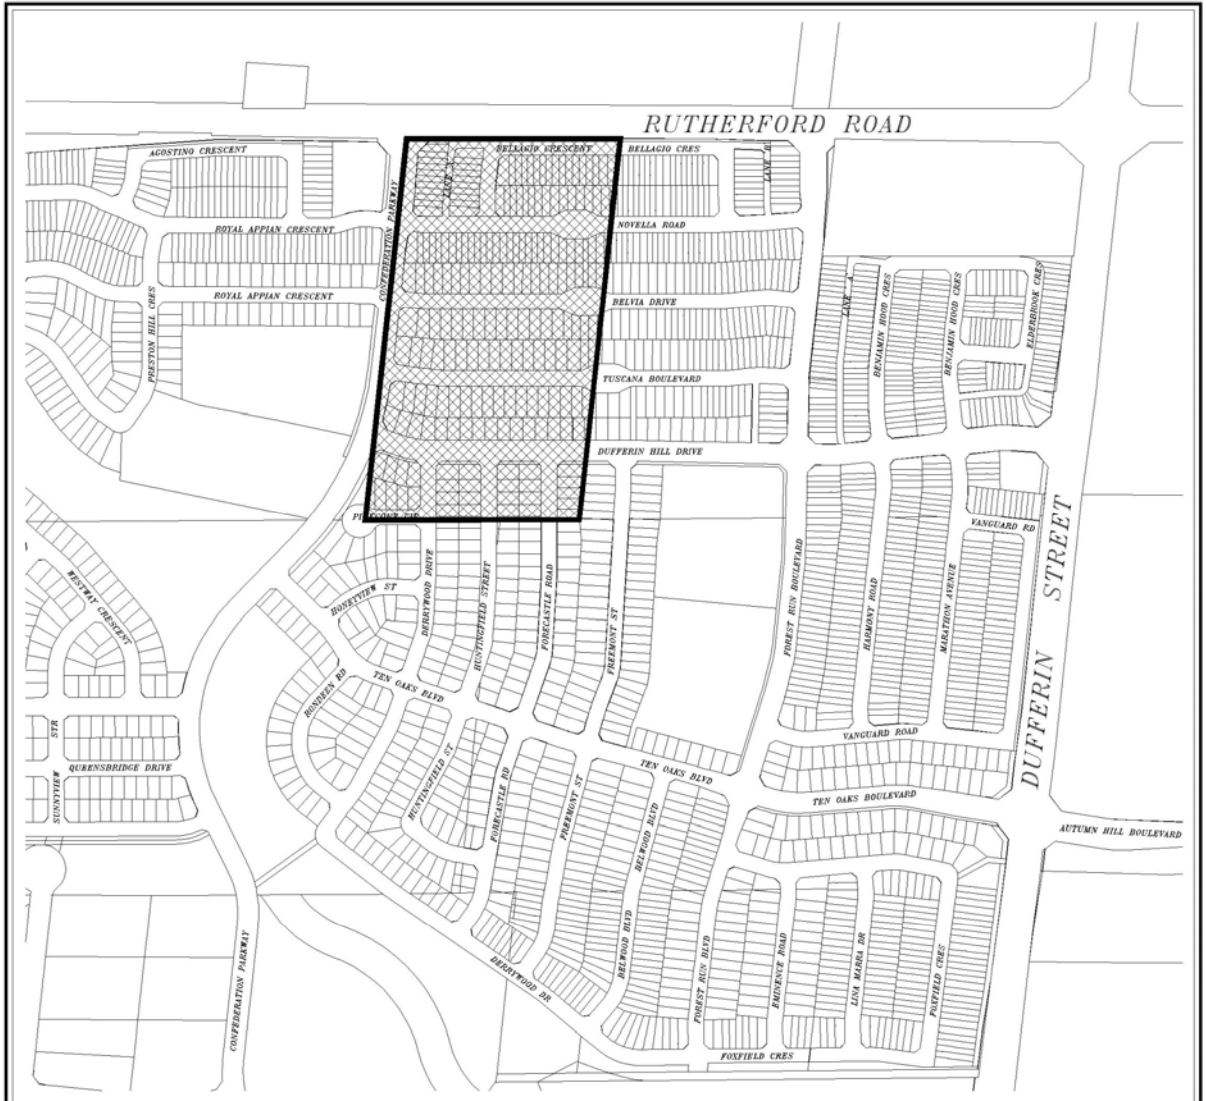 RUTHERFORD ROAD
AGOSTINO CRESCENT
BELLAGIO CRESCENT
BELLAGIO CRES
LANE A
LANE B
CONFEDERATION PARKWAY
ROYAL APPIAN CRESCENT
NOVELLA ROAD
ROYAL APPIAN CRESCENT
BELVIA DRIVE
PRESTON HILL CRES
LANE A
BENJAMIN HOOD CRES
BENJAMIN HOOD CRES
ELDERBROOK CRES
TUSCANA BOULEVARD
DUFFERIN HILL DRIVE
VANGUARD RD
DUFFERIN STREET
WESTWAY CRESCENT
HONEYVIEW ST
DERRYWOOD DRIVE
HUNTINGFIELD STREET
FORECASTLE ROAD
FREEMONT ST
FOREST RUN BOULEVARD
HARMONY ROAD
MARATHON AVENUE
RONDEEN RD
TEN OAKS BLVD
VANGUARD ROAD
SUNNYVIEW STR
QUEENSBRIDGE DRIVE
HUNTINGFIELD ST
FORECASTLE RD
FREEMONT ST
TEN OAKS BLVD
BELWOOD BLVD
TEN OAKS BOULEVARD
AUTUMN HILL BOULEVARD
CONFEDERATION PARKWAY
DERRYWOOD DR
BELWOOD BLVD
FOREST RUN BLVD
EMINENCE ROAD
LINA MARRA DR
FOXFIELD CRES
FOXFIELD CRES